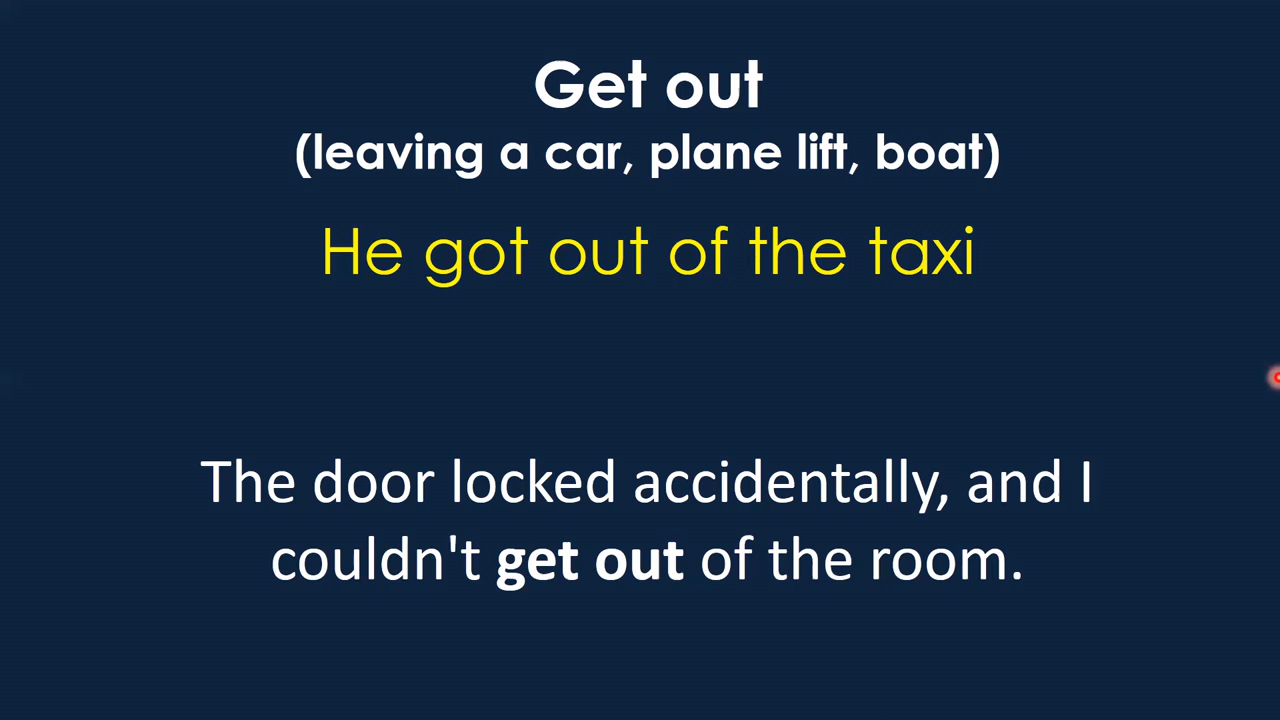 Get out
(leaving a car, plane lift, boat)
He got out of the taxi
The door locked accidentally, and I
couldn't get out of the room.